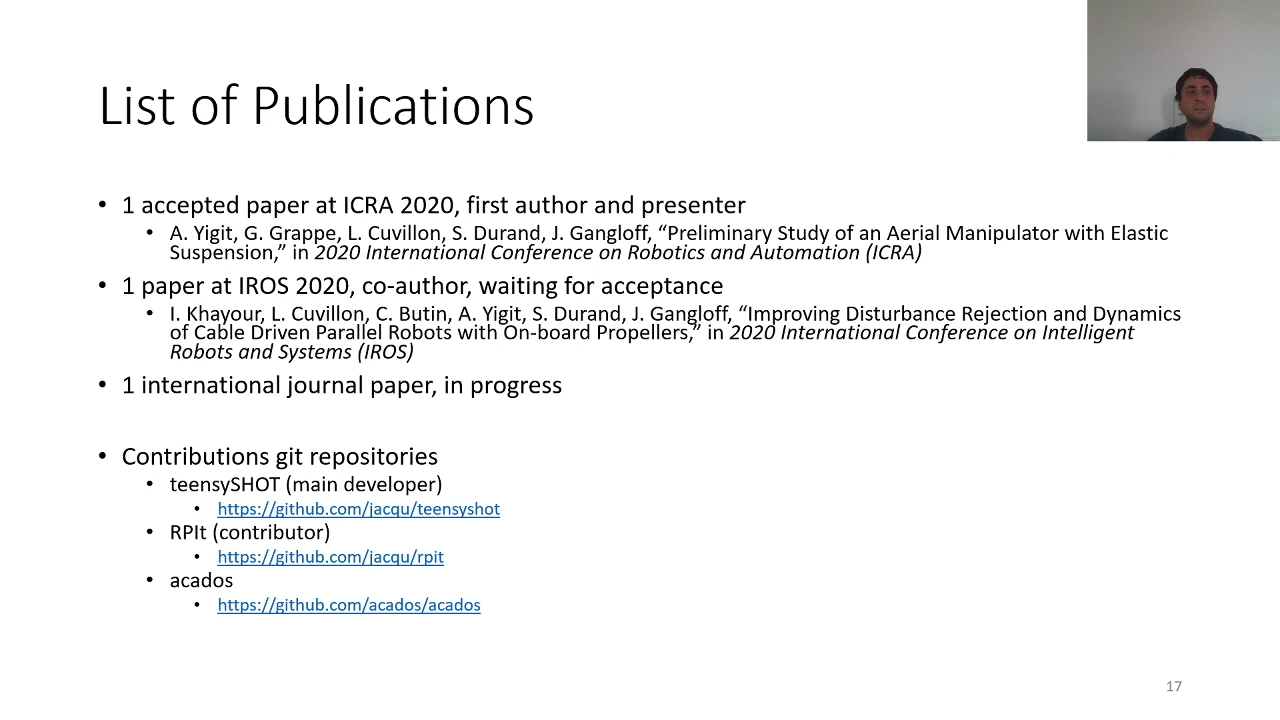 List of Publications
• 1 accepted paper at ICRA 2020, first author and presenter
• A. Yigit, G. Grappe, L. Cuvillon, S. Durand, J. Gangloff, “Preliminary Study of an Aerial Manipulator with Elastic
Suspension,” in 2020 International Conference on Robotics and Automation (ICRA)
• 1 paper at IROS 2020, co-author, waiting for acceptance
• I. Khayour, L. Cuvillon, C. Butin, A. Yigit, S. Durand, J. Gangloff, “Improving Disturbance Rejection and Dynamics
of Cable Driven Parallel Robots with On-board Propellers,” in 2020 International Conference on Intelligent
Robots and Systems (IROS)
• 1 international journal paper, in progress
• Contributions git repositories
• teensySHOT (main developer)
• https://github.com/jacqu/teensyshot
• RPIt (contributor)
• https://github.com/jacqu/rpit
• acados
• https://github.com/acados/acados
17